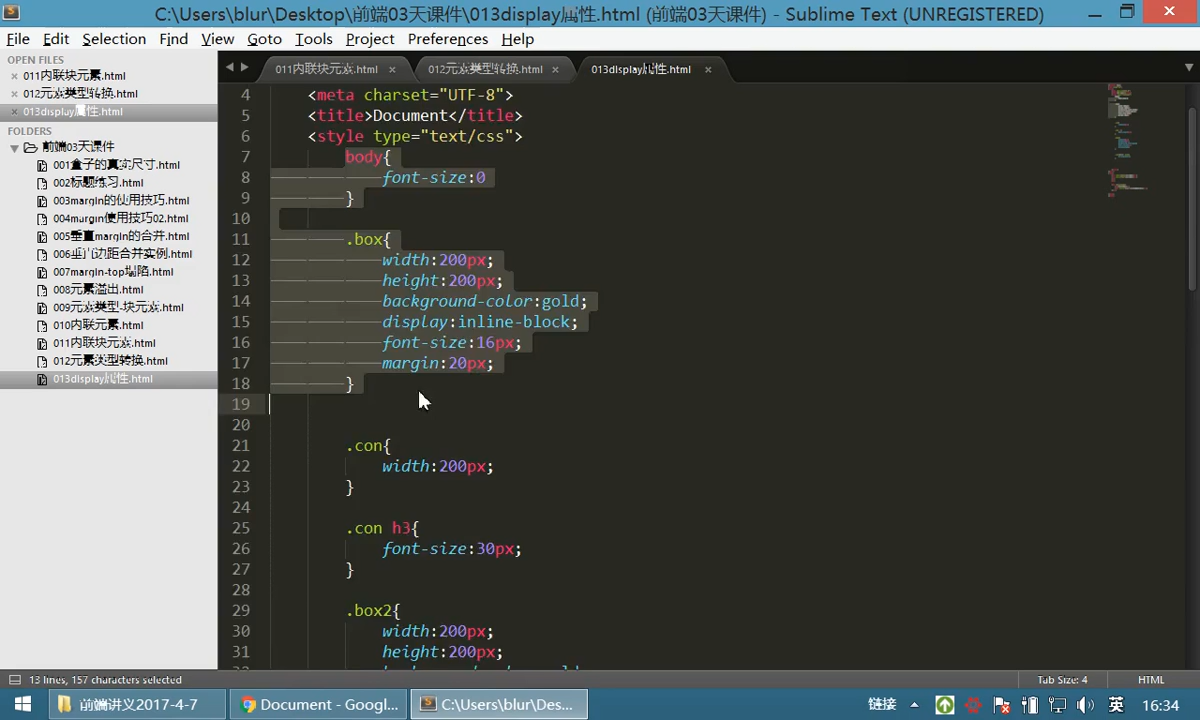 C:\Users\blur\Desktop\前端03天课件\013display属性.html (前端03天课件) - Sublime Text (UNREGISTERED)
File Edit Selection Find View Goto Tools Project Preferences Help
OPEN FILES
× 011内联块元素.html
× 012元素类型转换.html
× 013display属性.html
FOLDERS
前端03天课件
001盒子的真实尺寸.html
002标题练习.html
003margin的使用技巧.html
004margin使用技巧02.html
005垂直margin的合并.html
006垂直边距合并实例.html
007margin-top塌陷.html
008元素溢出.html
009元素类型-块元素.html
010内联元素.html
011内联块元素.html
012元素类型转换.html
013display属性.html
011内联块元素.html × 012元素类型转换.html × 013display属性.html ×
4 <meta charset="UTF-8">
5 <title>Document</title>
6 <style type="text/css">
7 body{
8 font-size:0
9 }
10
11 .box{
12 width:200px;
13 height:200px;
14 background-color:gold;
15 display:inline-block;
16 font-size:16px;
17 margin:20px;
18 }
19
20
21 .con{
22 width:200px;
23 }
24
25 .con h3{
26 font-size:30px;
27 }
28
29 .box2{
30 width:200px;
31 height:200px;
13 lines, 157 characters selected Tab Size: 4 HTML
前端讲义2017-4-7 Document - Googl... C:\Users\blur\Des... 链接 英 16:34